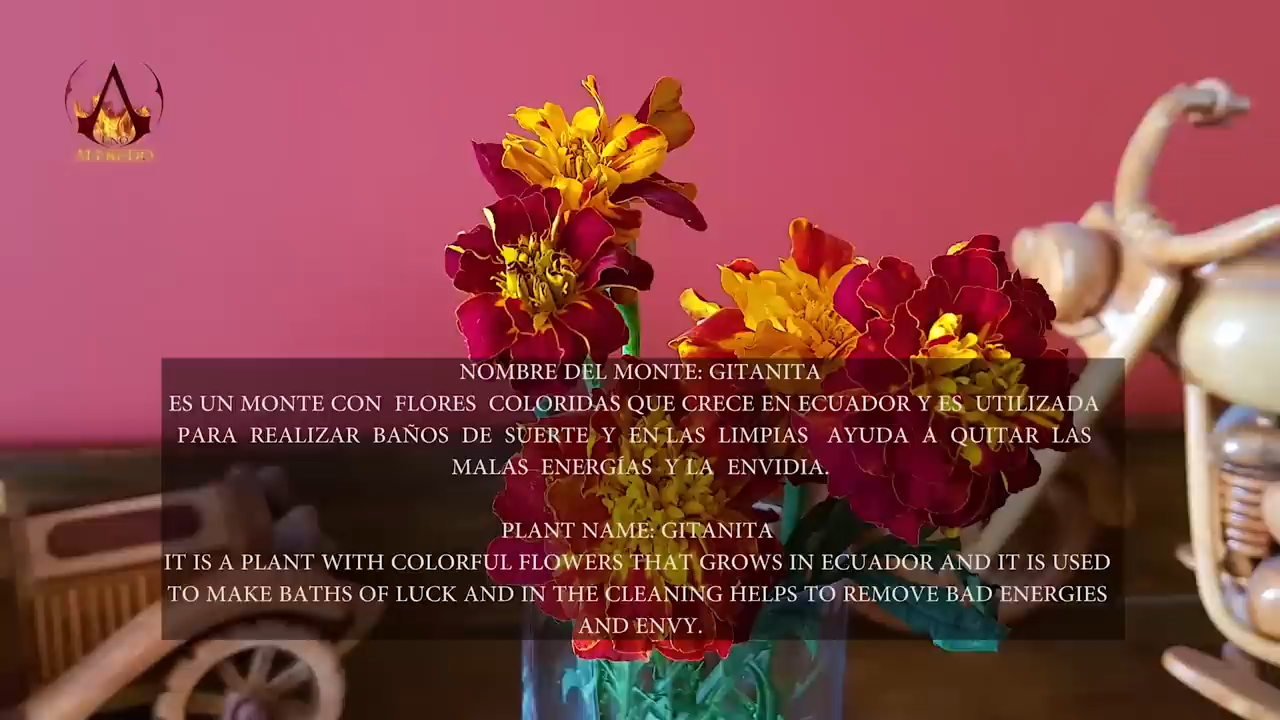 NOMBRE DEL MONTE: GITANITA
ES UN MONTE CON FLORES COLORIDAS QUE CRECE EN ECUADOR Y ES UTILIZADA
PARA REALIZAR BAÑOS DE SUERTE Y EN LAS LIMPIAS AYUDA A QUITAR LAS
MALAS ENERGÍAS Y LA ENVIDIA.
PLANT NAME: GITANITA
IT IS A PLANT WITH COLORFUL FLOWERS THAT GROWS IN ECUADOR AND IT IS USED
TO MAKE BATHS OF LUCK AND IN THE CLEANING HELPS TO REMOVE BAD ENERGIES
AND ENVY.